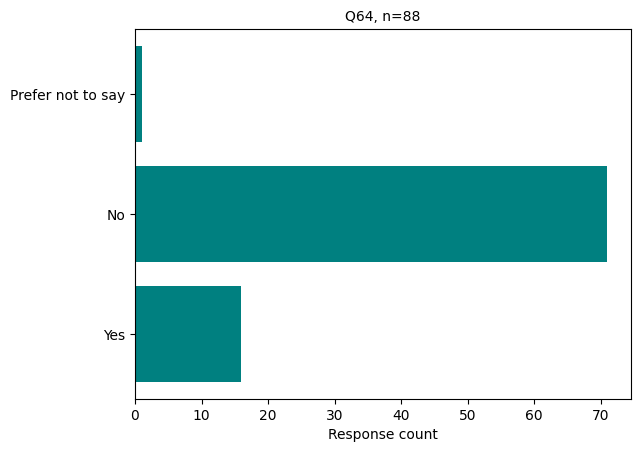 Q64, n=88
Prefer not to say
No
Yes
0 10 20 30 40 50 60 70
Response count